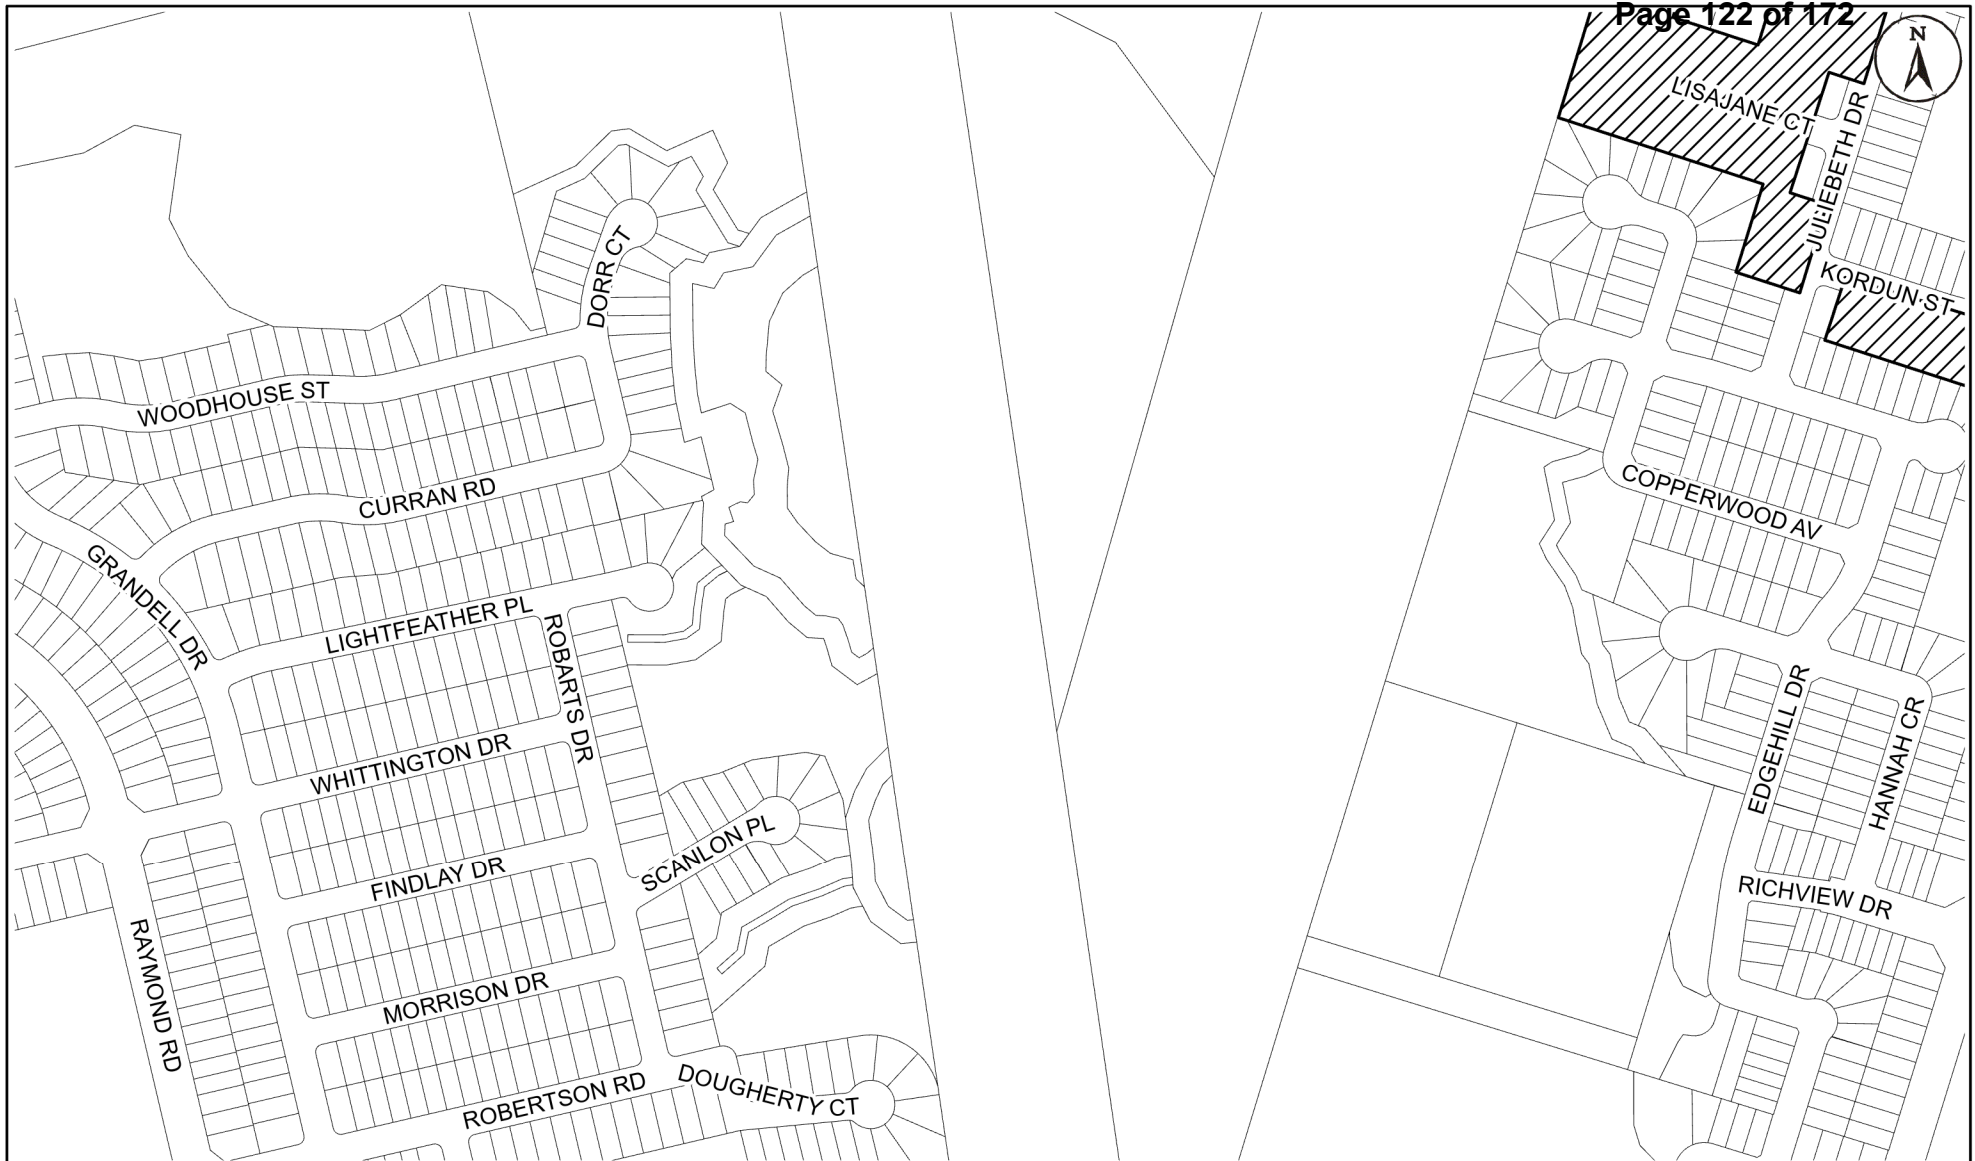 Page 122 of 172
N
LISAJANE CT
JULIEBETH DR
KORDUN ST
DORR CT
WOODHOUSE ST
CURRAN RD
COPPERWOOD AV
GRANDELL DR
LIGHTFEATHER PL
ROBARTS DR
WHITTINGTON DR
EDGEHILL DR
HANNAH CR
SCANLON PL
FINDLAY DR
RICHVIEW DR
RAYMOND RD
MORRISON DR
ROBERTSON RD
DOUGHERTY CT